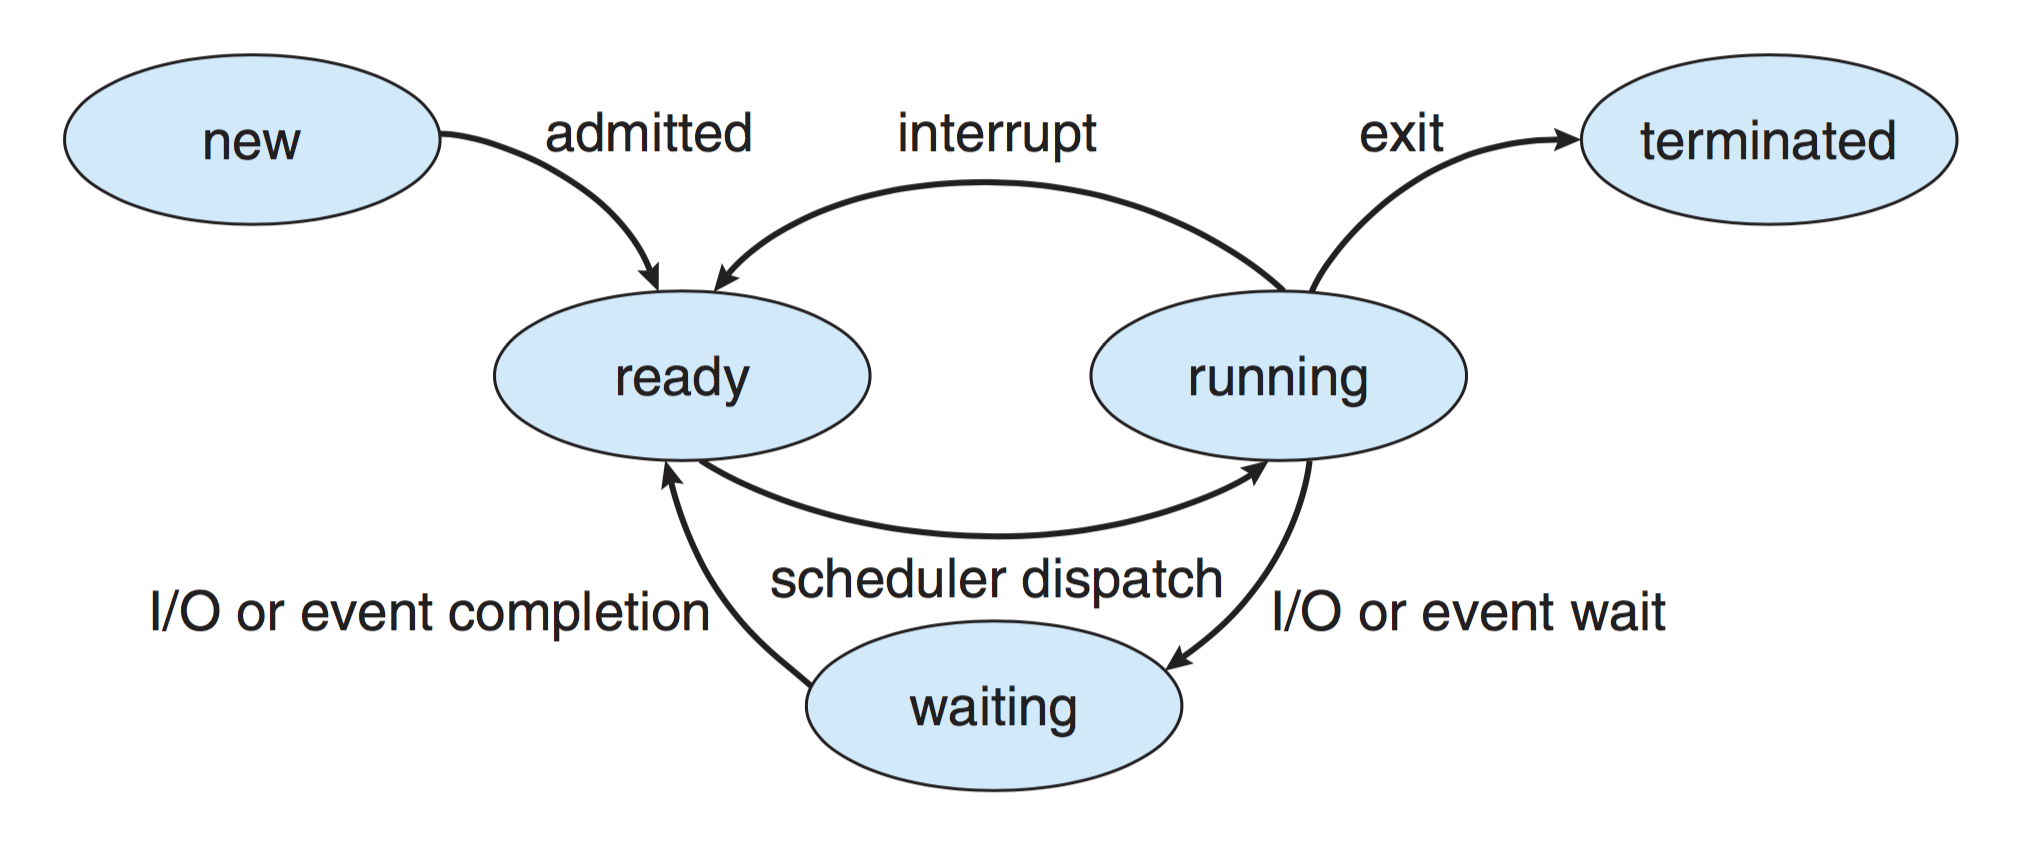 new
admitted
interrupt
exit
terminated
ready
running
scheduler dispatch
I/O or event completion
I/O or event wait
waiting